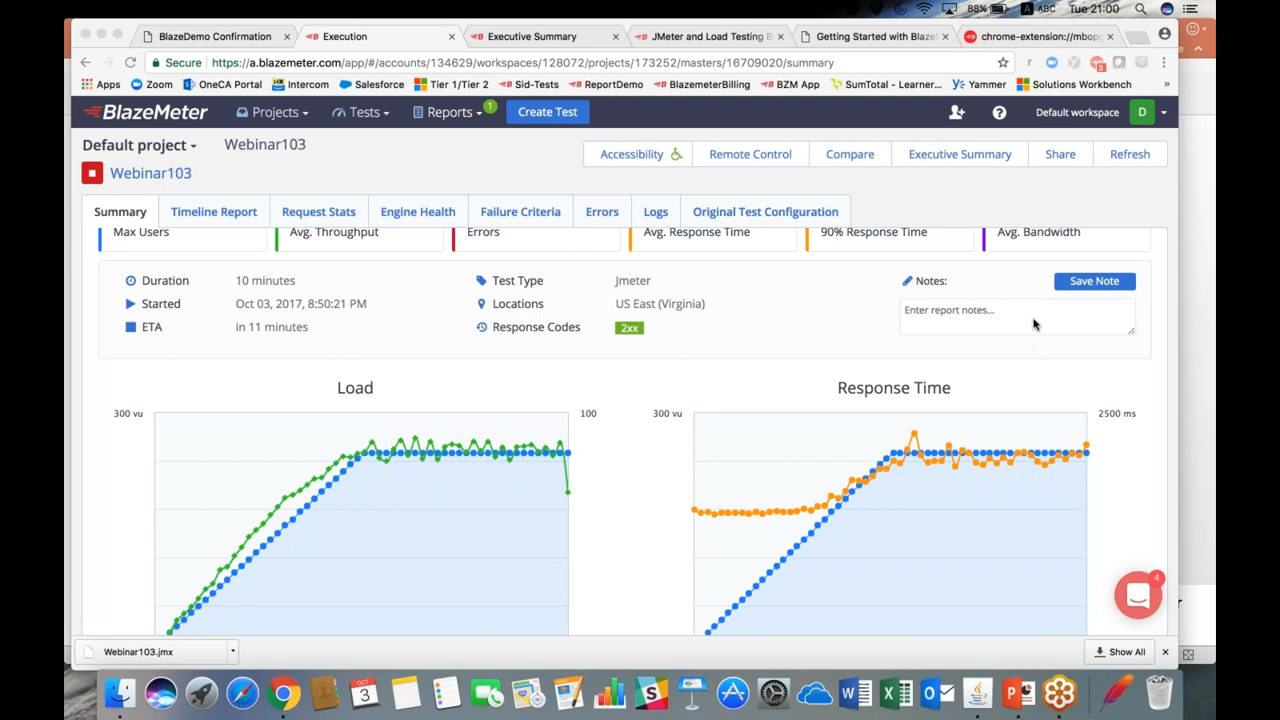 88% A ABC Tue 21:00
BlazeDemo Confirmation × Execution × Executive Summary × JMeter and Load Testing × Getting Started with Blaze × chrome-extension://mbop ×
Secure https://a.blazemeter.com/app/#/accounts/134629/workspaces/128072/projects/173252/masters/16709020/summary
Apps Zoom OneCA Portal Intercom Salesforce Tier 1/Tier 2 Sid-Tests ReportDemo BlazemeterBilling BZM App SumTotal - Learner... Yammer Solutions Workbench »
BlazeMeter Projects Tests Reports 1 Create Test Default workspace D
Default project Webinar103
Webinar103
Accessibility Remote Control Compare Executive Summary Share Refresh
Summary Timeline Report Request Stats Engine Health Failure Criteria Errors Logs Original Test Configuration
Max Users Avg. Throughput Errors Avg. Response Time 90% Response Time Avg. Bandwidth
Duration 10 minutes Test Type Jmeter Notes: Save Note
Started Oct 03, 2017, 8:50:21 PM Locations US East (Virginia) Enter report notes...
ETA in 11 minutes Response Codes 2xx
Load Response Time
300 vu 100 300 vu 2500 ms
4
Webinar103.jmx Show All ×
OCT
3